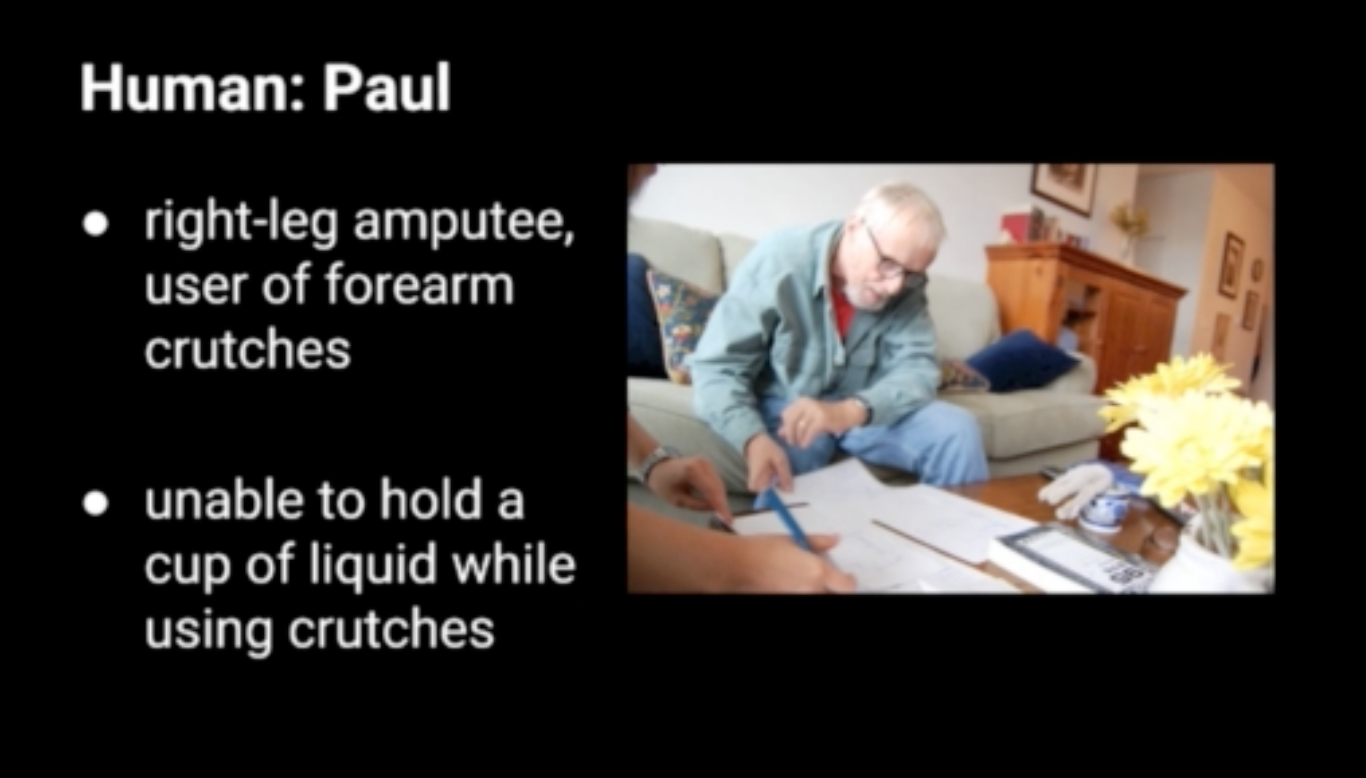 Human: Paul
● right-leg amputee,
user of forearm
crutches
● unable to hold a
cup of liquid while
using crutches